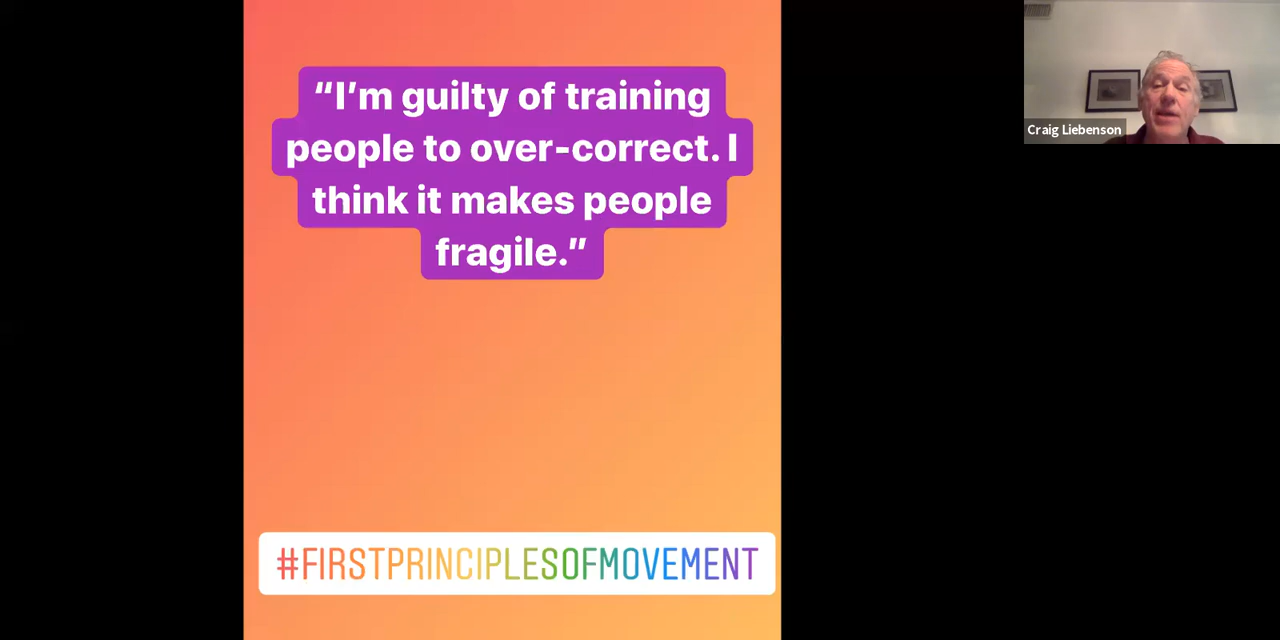 “I’m guilty of training
people to over-correct. I
think it makes people
fragile.”
#FIRSTPRINCIPLESOFMOVEMENT
Craig Liebenson